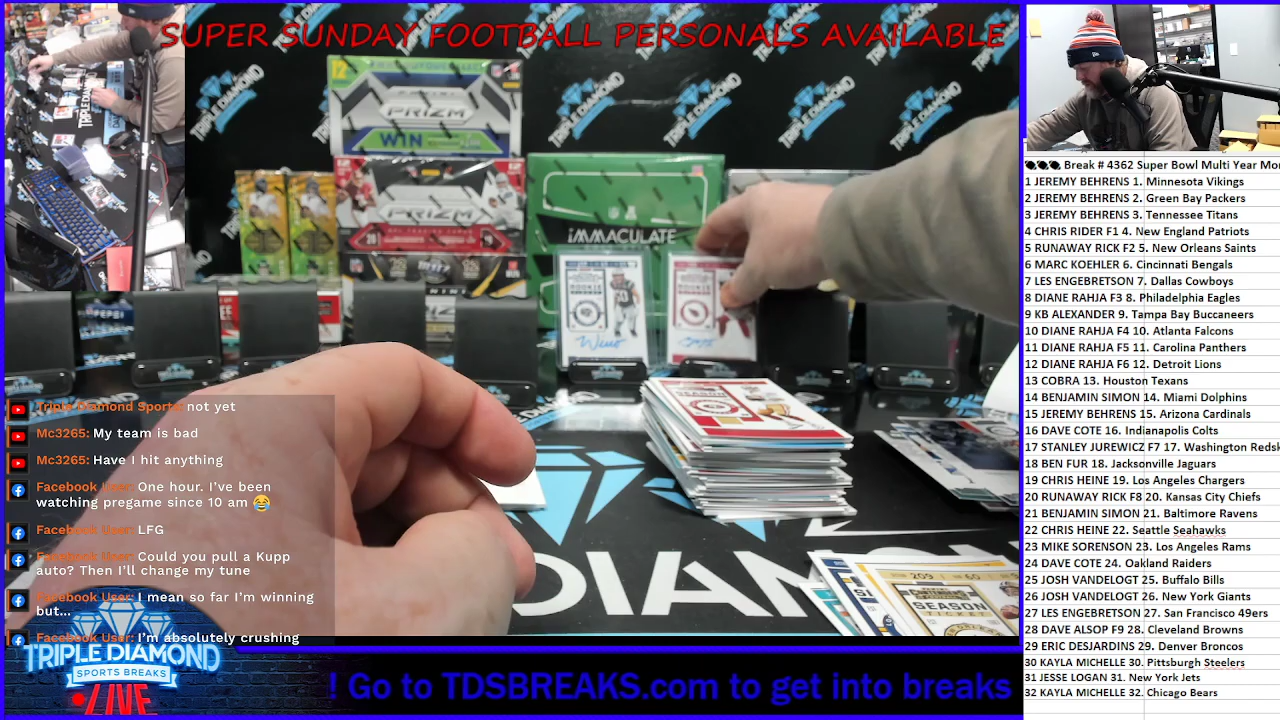 SUPER SUNDAY FOOTBALL PERSONALS AVAILABLE
TRIPLE DIAMOND
PRIZM
WIN
PRIZM
IMMACULATE
SEASON
SEASON
Triple Diamond Sports: not yet
Mc3265: My team is bad
Mc3265: Have I hit anything
Facebook User: One hour. I've been
watching pregame since 10 am 😂
Facebook User: LFG
Facebook User: Could you pull a Kupp
auto? Then I'll change my tune
Facebook User: I mean so far I'm winning
but...
Facebook User: I'm absolutely crushing
TRIPLE DIAMOND
SPORTS BREAKS
LIVE
! Go to TDSBREAKS.com to get into breaks
1 JEREMY BEHRENS 1. Minnesota Vikings
2 JEREMY BEHRENS 2. Green Bay Packers
3 JEREMY BEHRENS 3. Tennessee Titans
4 CHRIS BADER F1 4. New England Patriots
5 RUNAWAY RICK F2 5. New Orleans Saints
6 MARC KOEHLER 6. Cincinnati Bengals
7 LES ENGEBRETSON 7. Dallas Cowboys
8 DIANE RAHJA F3 8. Philadelphia Eagles
9 KB ALEXANDER 9. Tampa Bay Buccaneers
10 DIANE RAHJA F4 10. Atlanta Falcons
11 DIANE RAHJA F5 11. Carolina Panthers
12 DIANE RAHJA F6 12. Detroit Lions
13 COBRA 13. Houston Texans
14 BENJAMIN SIMON 14. Miami Dolphins
15 JEREMY BEHRENS 15. Arizona Cardinals
16 DAVE COTE 16. Indianapolis Colts
17 STANLEY JUREWICZ F7 17. Washington Redsk
18 BEN FUR 18. Jacksonville Jaguars
19 CHRIS HEINE 19. Los Angeles Chargers
20 RUNAWAY RICK F8 20. Kansas City Chiefs
21 BENJAMIN SIMON 21. Baltimore Ravens
22 CHRIS HEINE 22. Seattle Seahawks
23 MIKE SORENSON 23. Los Angeles Rams
24 DAVE COTE 24. Oakland Raiders
25 JOSH VANDELOGT 25. Buffalo Bills
26 JOSH VANDELOGT 26. New York Giants
27 LES ENGEBRETSON 27. San Francisco 49ers
28 DAVE ALSOP F9 28. Cleveland Browns
30 KAYLA MICHELLE 30. Pittsburgh Steelers
31 JESSE LOGAN 31. New York Jets
32 KAYLA MICHELLE 32. Chicago Bears